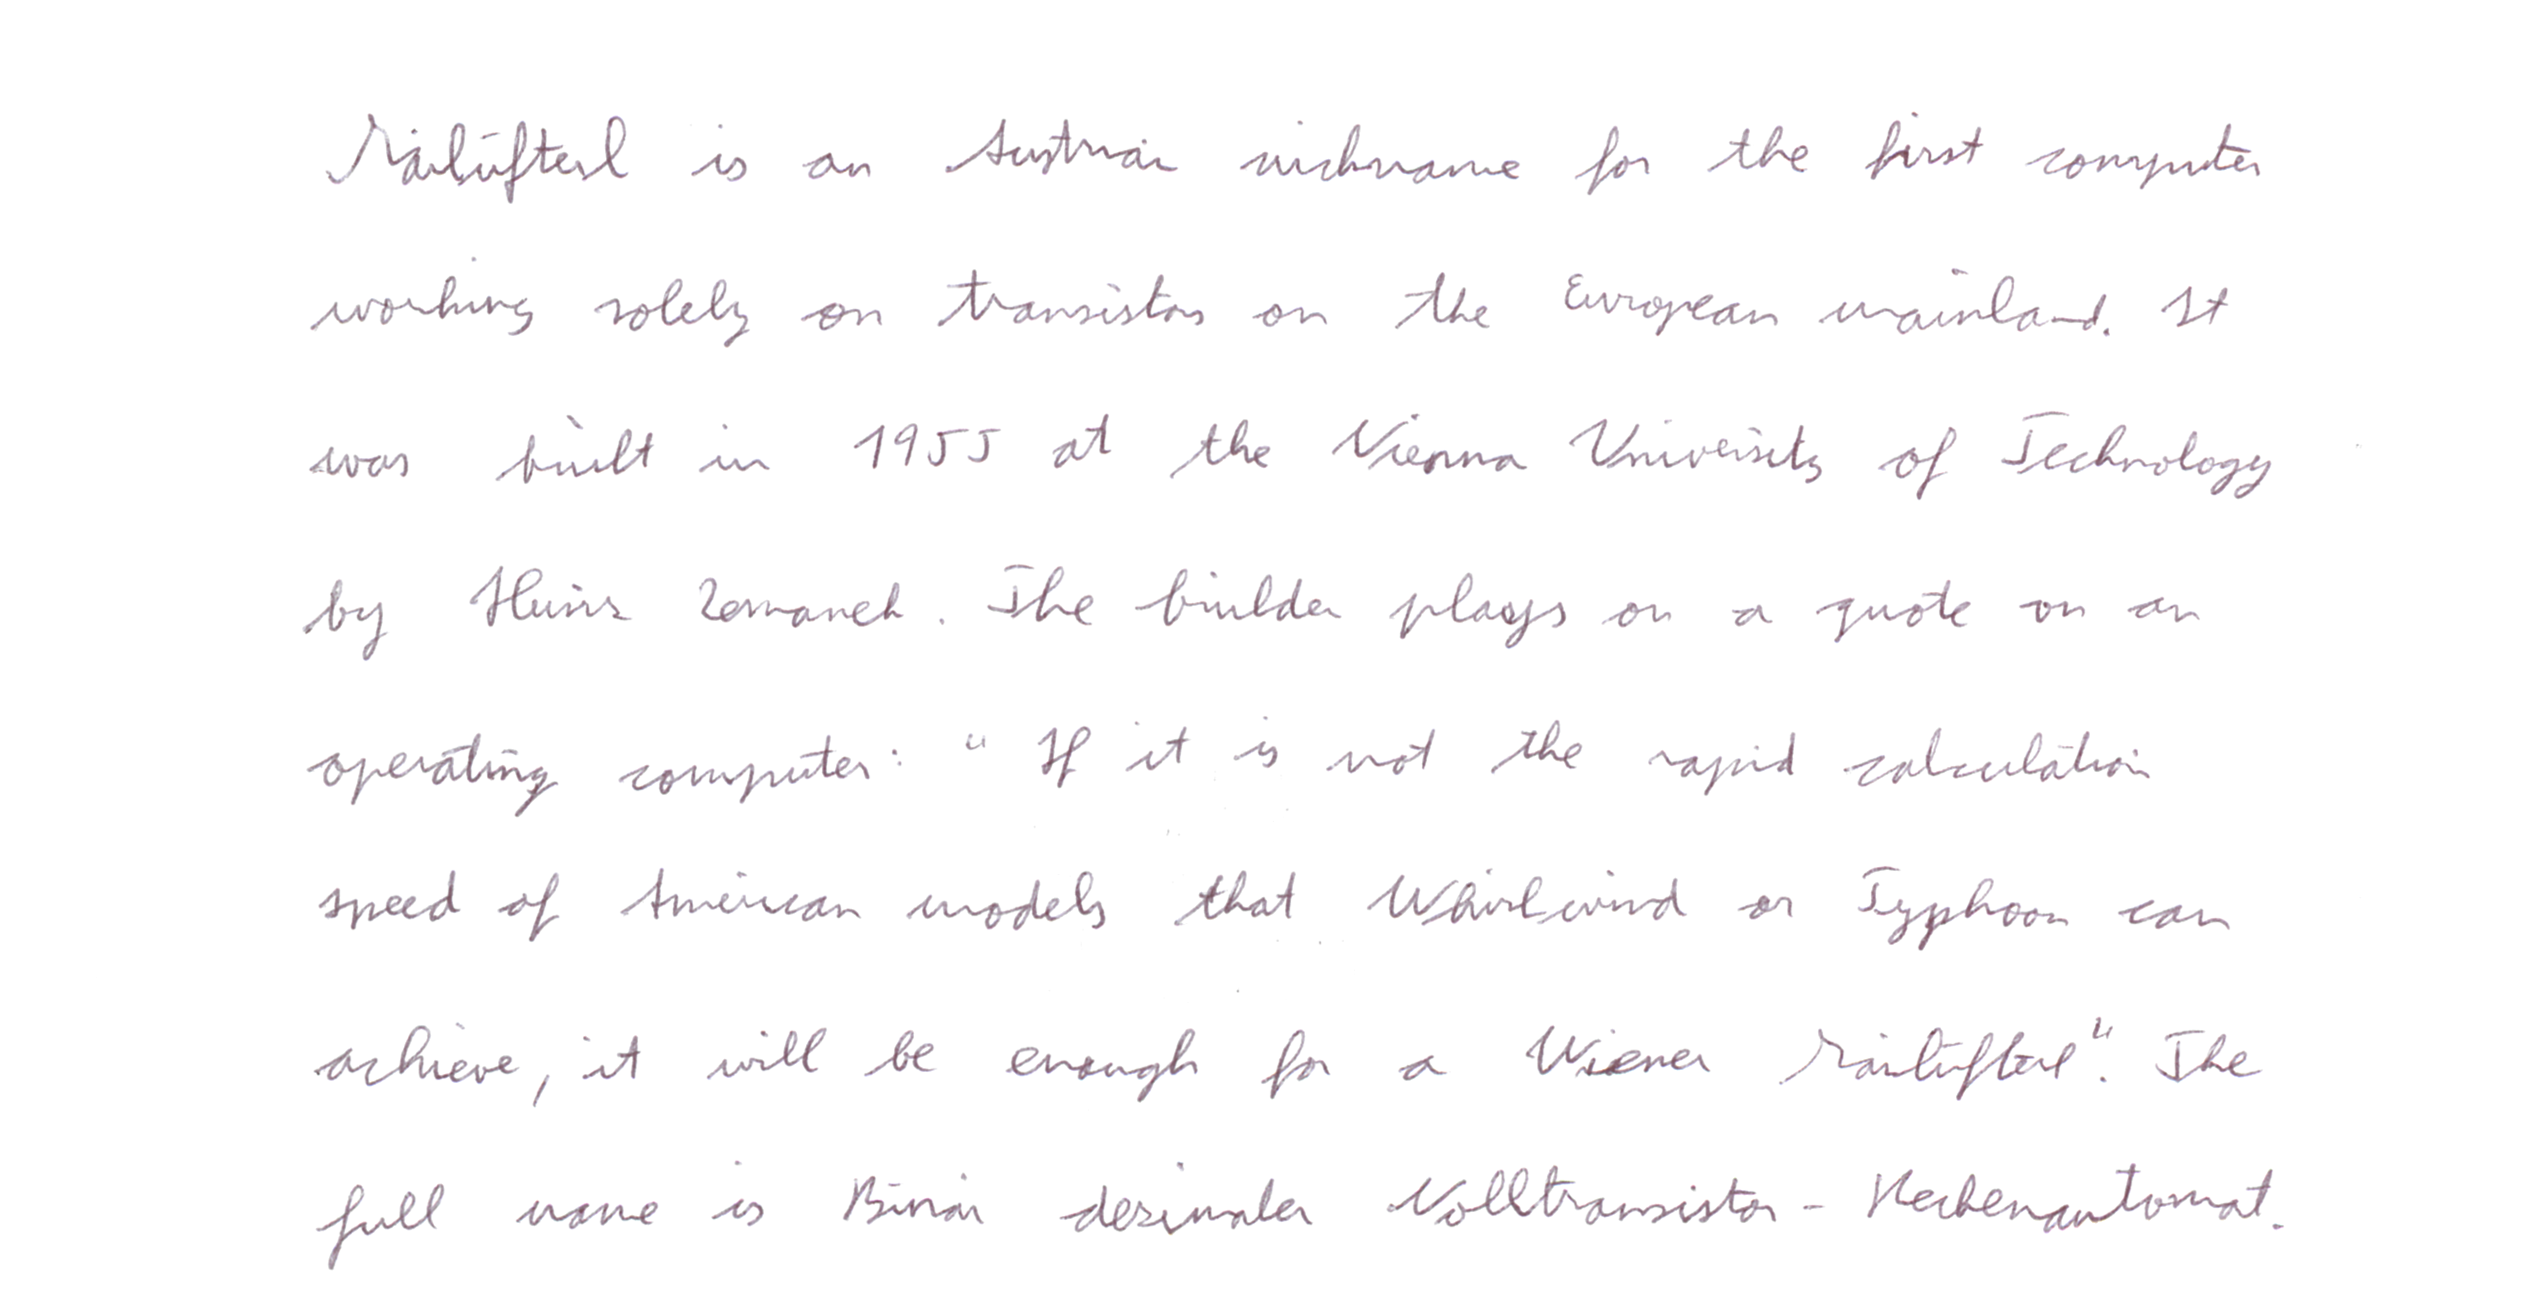 Mailüfterl is an Austrian nickname for the first computer
working solely on transistors on the European mainland. It
was built in 1955 at the Vienna University of Technology
by Heinz Zemanek. The builder plays on a quote on an
operating computer: "If it is not the rapid calculation
speed of American models that Whirlwind or Typhoon can
achieve, it will be enough for a Wiener Mailüfterl". The
full name is Binär dezimaler Volltransistor-Rechenautomat.